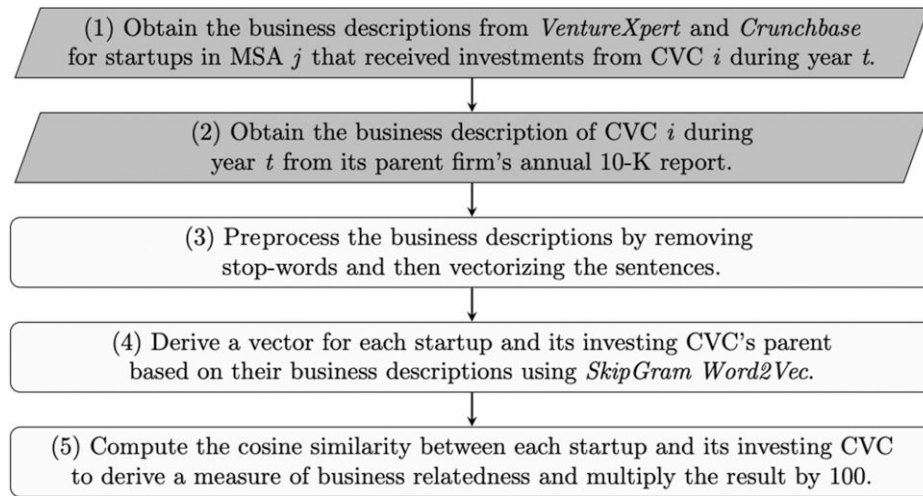 (1) Obtain the business descriptions from VentureXpert and Crunchbase
for startups in MSA j that received investments from CVC i during year t.
(2) Obtain the business description of CVC i during
year t from its parent firm's annual 10-K report.
(3) Preprocess the business descriptions by removing
stop-words and then vectorizing the sentences.
(4) Derive a vector for each startup and its investing CVC's parent
based on their business descriptions using SkipGram Word2Vec.
(5) Compute the cosine similarity between each startup and its investing CVC
to derive a measure of business relatedness and multiply the result by 100.